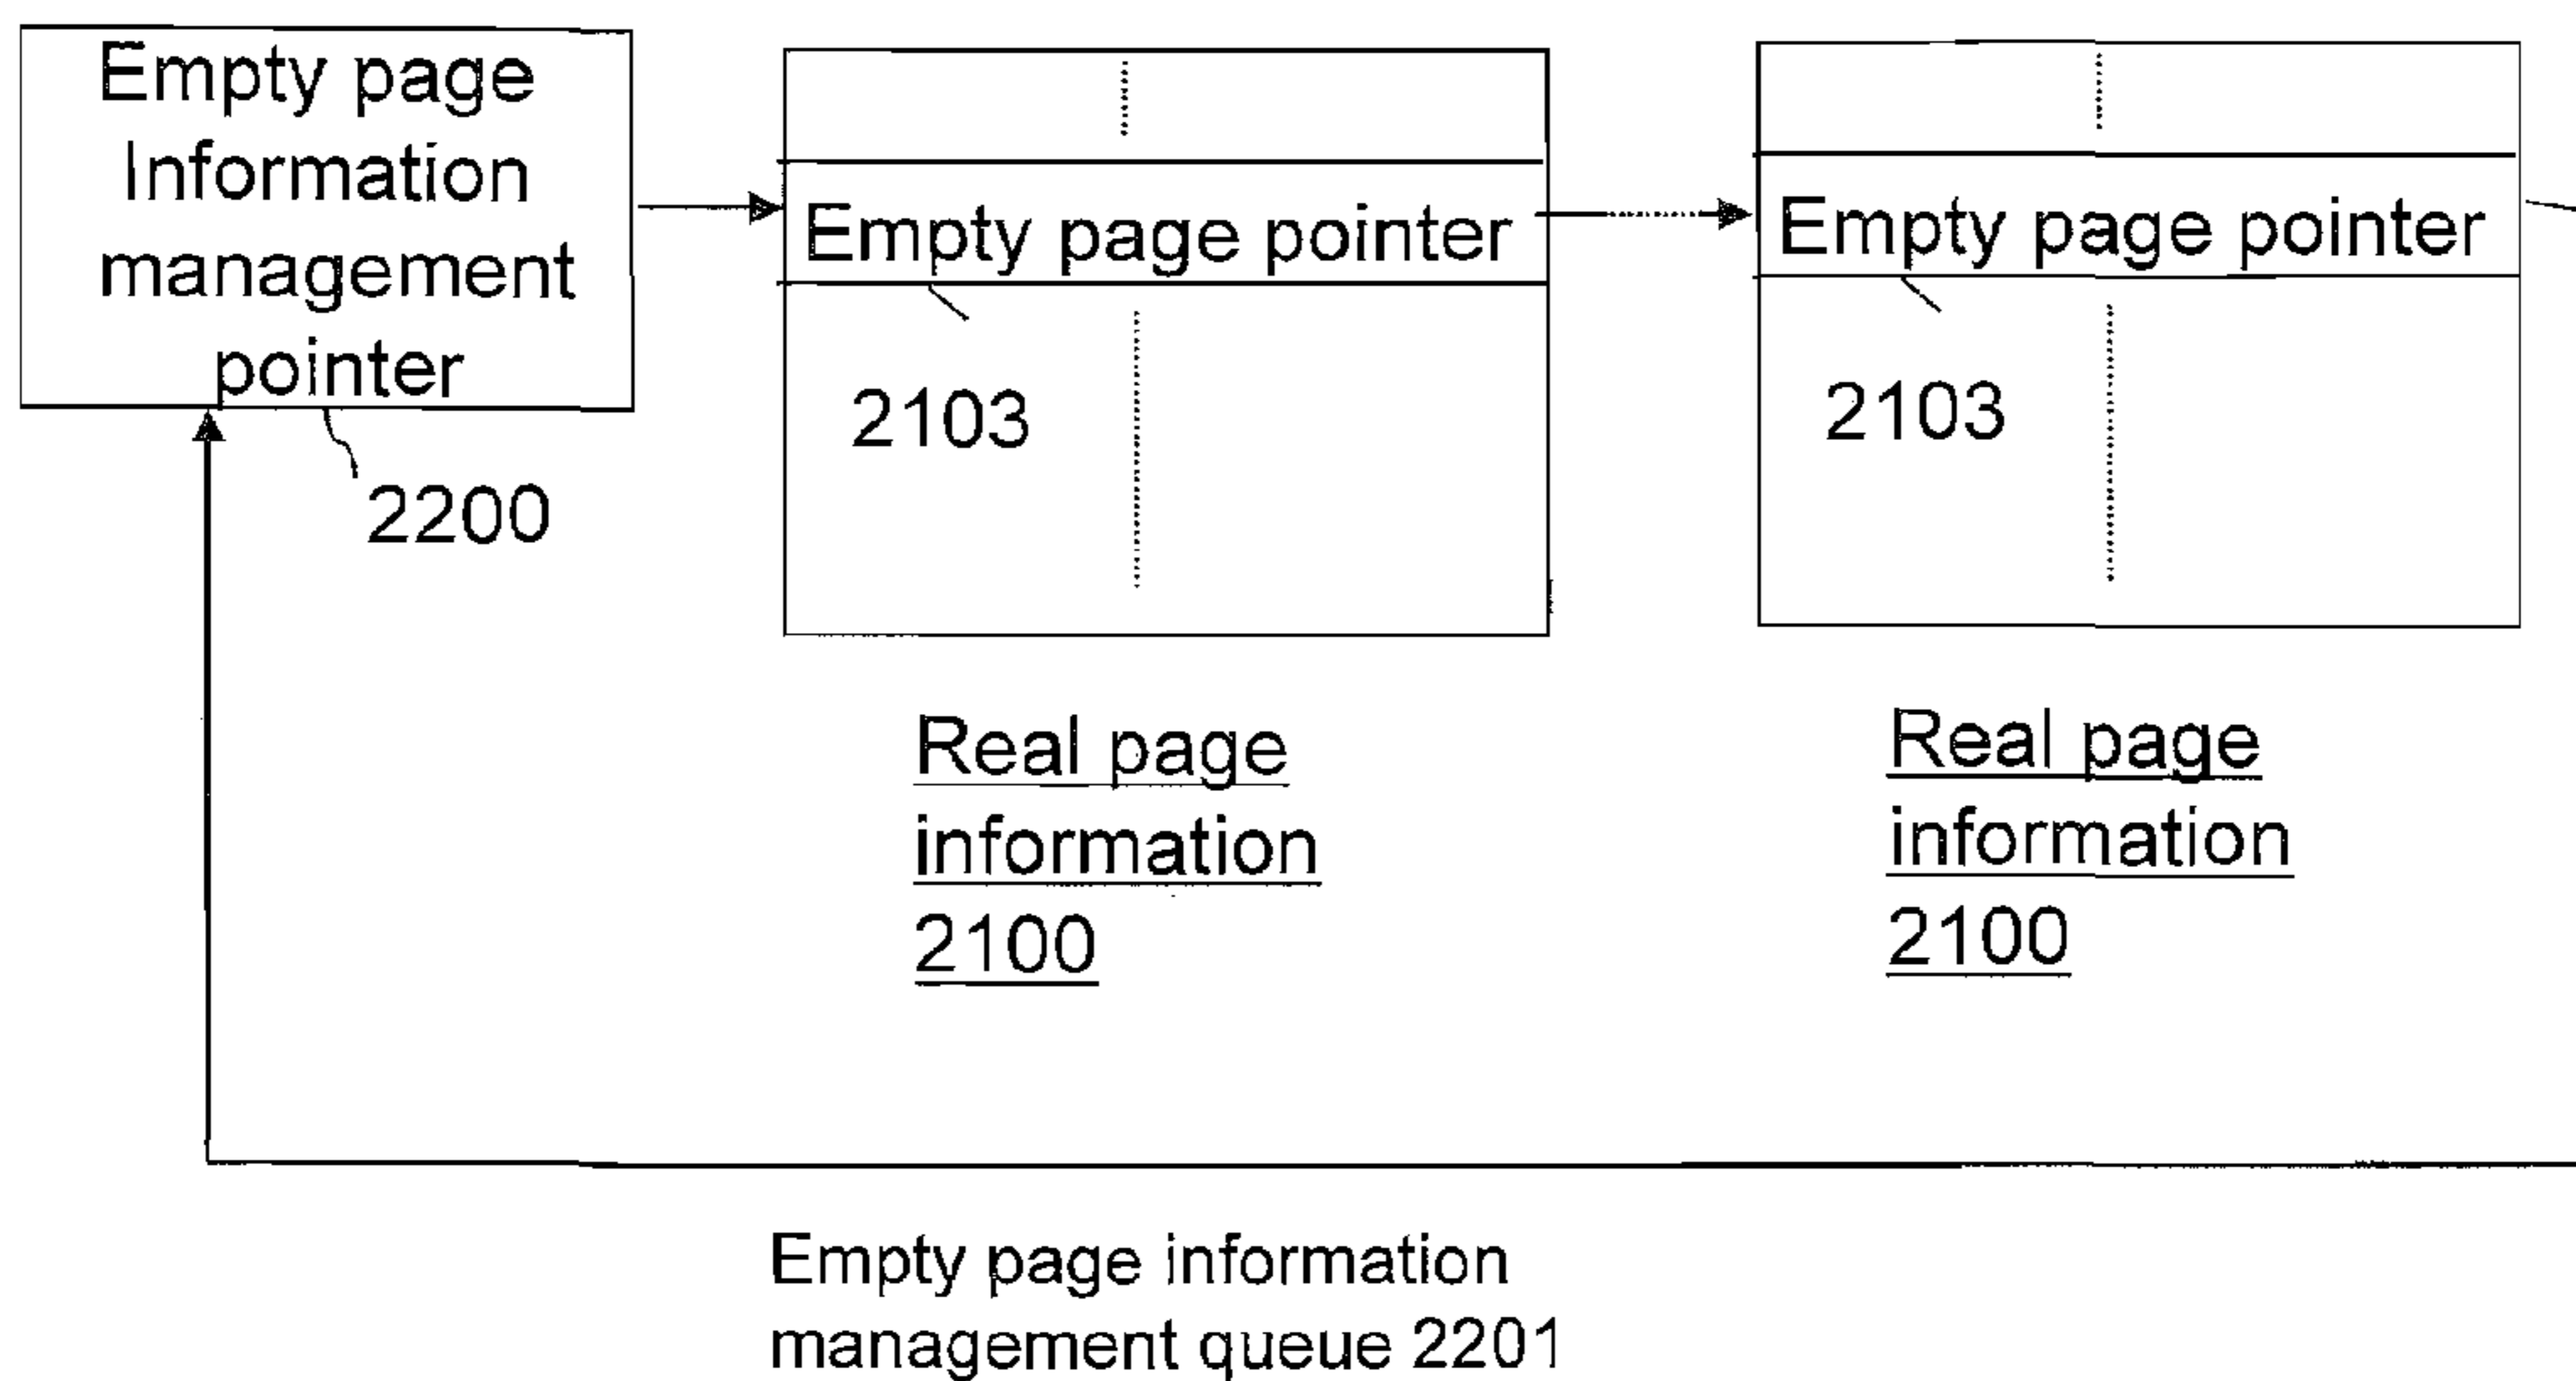 Empty page
Information
management
pointer
2200
Empty page pointer
2103
Real page
information
2100
Empty page pointer
2103
Real page
information
2100
Empty page information
management queue 2201